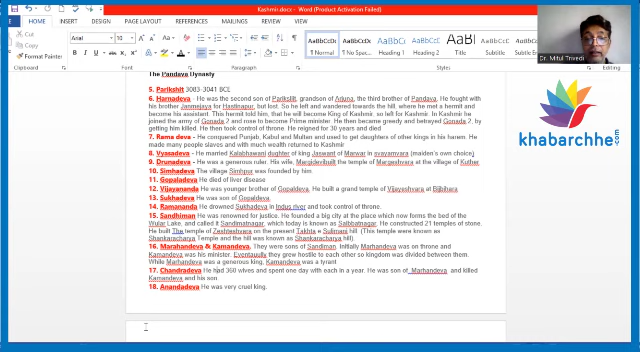 Kashmir.docx - Word (Product Activation Failed)
HOME INSERT DESIGN PAGE LAYOUT REFERENCES MAILINGS REVIEW VIEW
Cut
Copy
Format Painter
Arial 10
¶ Normal ¶ No Spac... Heading 1 Heading 2 Title Subtitle Subtle Em
Clipboard Font Paragraph Styles Editing
Dr. Mitul Trivedi
khabarchhe.com
The Pandava Dynasty
5. Parikshit 3083-3041 BCE
6. Harnadeva - He was the second son of Parikshit, grandson of Arjuna, the third brother of Pandava. He fought with
his brother Janmejaya for Hastinapur, but lost. So he left and wandered towards the hill, where he met a hermit and
become his assistant. This hermit told him, that he will become King of Kashmir, so left for Kashmir. In Kashmir he
joined the army of Gonada 2 and rose to become Prime minister. He then became greedy and betrayed Gonada 2, by
getting him killed. He then took control of throne. He reigned for 30 years and died
7. Rama deva - He conquered Punjab, Kabul and Multan and used to get daughters of other kings in his harem. He
made many people slaves and with much wealth returned to Kashmir
8. Vyasadeva - He married Kalabhawani dughter of king Jaswant of Marwar in svayamvara (maiden's own choice)
9. Drunadeva - He was a generous ruler. His wife, Margidevibuilt the temple of Margeshvara at the village of Kuther
10. Simhadeva The village Simhpur was founded by him
11. Gopaladeva He died of liver disease
12. Vijayananda He was younger brother of Gopaldeva. He built a grand temple of Vijayeshvara at Bijbihara
13. Sukhadeva He was son of Gopaldeva
14. Ramananda He drowned Sukhadeva in Indus river and took control of throne.
15. Sandhiman He was renowned for justice. He founded a big city at the place which now forms the bed of the
Wular Lake, and called it Sandimatnagar, which today is known as Salbbatnagar. He constructed 21 temples of stone.
He built The temple of Zeshteshvara on the present Takhta e Sulimani hill. (This temple were known as
Shankaracharya Temple and the hill was known as Shankaracharya hill).
16. Marahandeva & Kamandeva. They were sons of Sandiman. Initially Marhandeva was on throne and
Kamandeva was his minister. Eventaually they grew hostile to each other so kingdom was divided between them.
While Marhandeva was a generous king, Kamandeva was a tyrant
17. Chandradeva He had 360 wives and spent one day with each in a year. He was son of Marhandeva and killed
Kamandeva and his son
18. Anandadeva He was very cruel king.